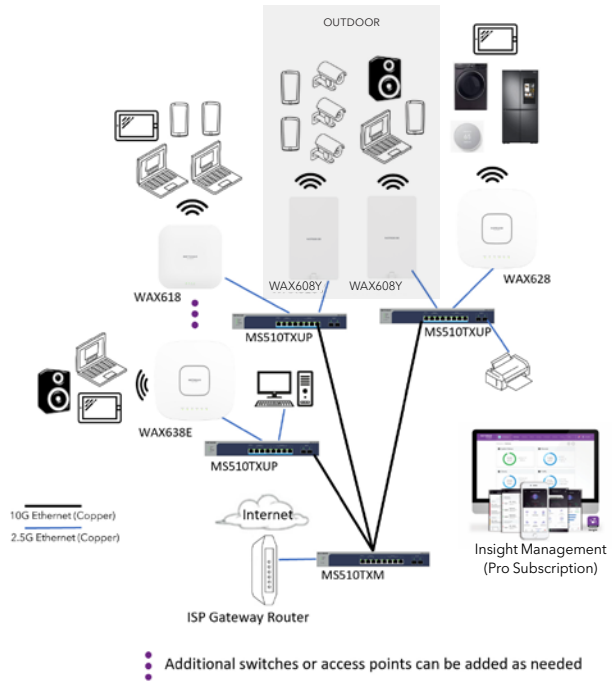 OUTDOOR
WAX618
WAX608Y
WAX608Y
WAX628
MS510TXUP
MS510TXUP
WAX638E
MS510TXUP
10G Ethernet (Copper)
2.5G Ethernet (Copper)
Internet
MS510TXM
ISP Gateway Router
Insight Management
(Pro Subscription)
Additional switches or access points can be added as needed